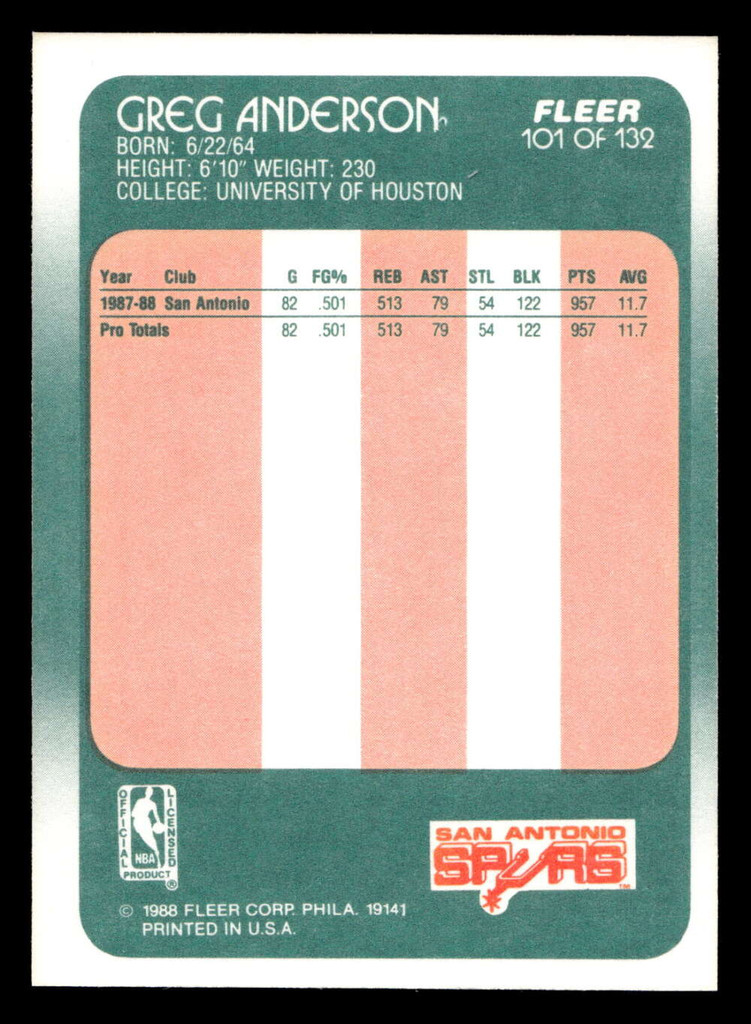 GREG ANDERSON
FLEER
101 OF 132
BORN: 6/22/64
HEIGHT: 6'10" WEIGHT: 230
COLLEGE: UNIVERSITY OF HOUSTON
Year Club G FG% REB AST STL BLK PTS AVG
1987-88 San Antonio 82 .501 513 79 54 122 957 11.7
Pro Totals 82 .501 513 79 54 122 957 11.7
OFFICIAL LICENSED
NBA
PRODUCT ®
SAN ANTONIO
SPURS TM
© 1988 FLEER CORP. PHILA. 19141
PRINTED IN U.S.A.